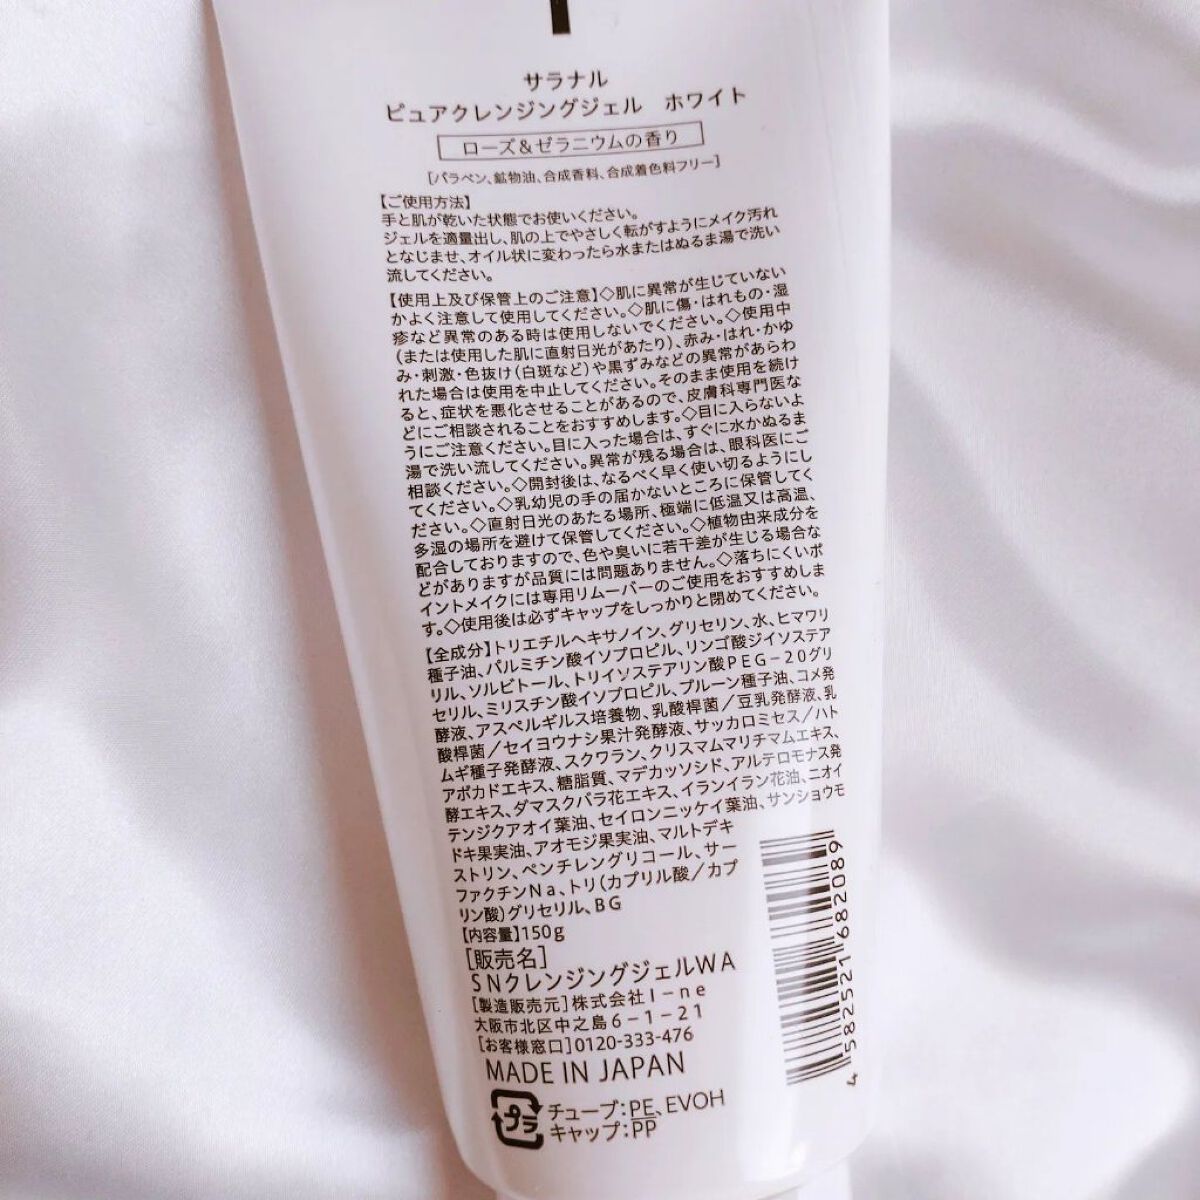 サラナル
ピュアクレンジングジェル ホワイト
ローズ&ゼラニウムの香り
[パラベン、鉱物油、合成香料、合成着色料フリー]
【ご使用方法】
手と肌が乾いた状態でお使いください。
ジェルを適量出し、肌の上でやさしく転がすようにメイク汚れ
となじませ、オイル状に変わったら水またはぬるま湯で洗い
流してください。
【使用上及び保管上のご注意】◇肌に異常が生じていない
かよく注意して使用してください。◇肌に傷・はれもの・湿
疹など異常のある時は使用しないでください。◇使用中
(または使用した肌に直射日光があたり)、赤み・はれ・かゆ
み・刺激・色抜け(白斑など)や黒ずみなどの異常があらわ
れた場合は使用を中止してください。そのまま使用を続け
ると、症状を悪化させることがあるので、皮膚科専門医な
どにご相談されることをおすすめします。◇目に入らないよ
うにご注意ください。目に入った場合は、すぐに水かぬるま
湯で洗い流してください。異常が残る場合は、眼科医にご
相談ください。◇開封後は、なるべく早く使い切るようにし
てください。◇乳幼児の手の届かないところに保管してく
ださい。◇直射日光のあたる場所、極端に低温又は高温、
多湿の場所を避けて保管してください。◇植物由来成分を
配合しておりますので、色や臭いに若干差が生じる場合な
どがありますが品質には問題ありません。◇落ちにくいポ
イントメイクには専用リムーバーのご使用をおすすめしま
す。◇使用後は必ずキャップをしっかりと閉めてください。
【全成分】トリエチルヘキサノイン、グリセリン、水、ヒマワリ
種子油、パルミチン酸イソプロピル、リンゴ酸ジイソステア
リル、ソルビトール、トリイソステアリン酸PEG-20グリ
セリル、ミリスチン酸イソプロピル、プルーン種子油、コメ発
酵液、アスペルギルス培養物、乳酸桿菌/豆乳発酵液、乳
酸桿菌/セイヨウナシ果汁発酵液、サッカロミセス/ハト
ムギ種子発酵液、スクワラン、クリスマムマリチマムエキス、
アボカドエキス、糖脂質、マデカッソシド、アルテロモナス発
酵エキス、ダマスクバラ花エキス、イランイラン花油、ニオイ
テンジクアオイ葉油、セイロンニッケイ葉油、サンショウモ
ドキ果実油、アオモジ果実油、マルトデキ
ストリン、ペンチレングリコール、サー
ファクチンNa、トリ(カプリル酸/カプ
リン酸)グリセリル、BG
【内容量】150g
[販売名]
SNクレンジングジェルWA
[製造販売元]株式会社I-ne
大阪市北区中之島6-1-21
[お客様窓口]0120-333-476
MADE IN JAPAN
プラ
チューブ:PE、EVOH
キャップ:PP
4 582521 682089